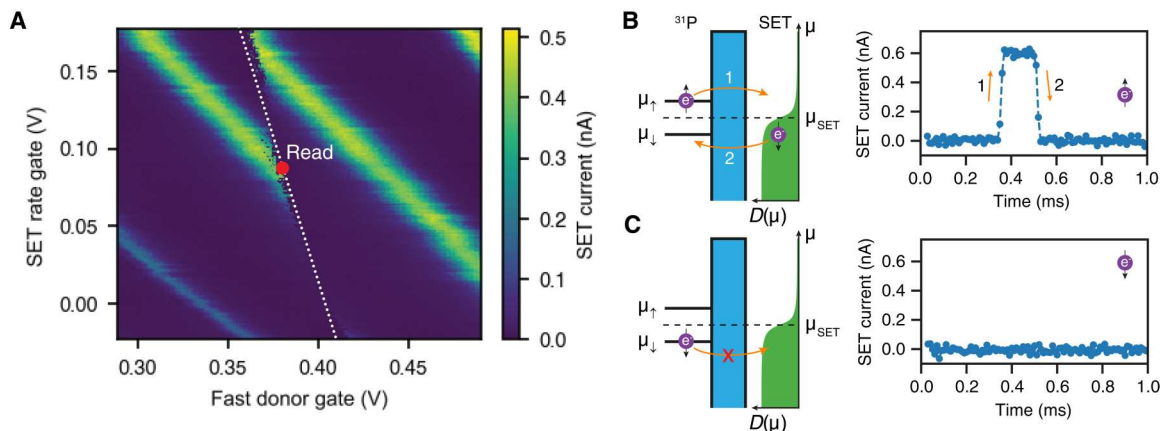 A
SET rate gate (V)
0.15
0.10
0.05
0.00
0.30
0.35
0.40
0.45
Fast donor gate (V)
Read
0.5
0.4
0.3
0.2
0.1
0.0
SET current (nA)
B
³¹P
SET
μ
μ↑
μ↓
e⁻
1
2
e⁻
μSET
D(μ)
SET current (nA)
0.6
0.4
0.2
0.0
1
2
e⁻
0.0 0.2 0.4 0.6 0.8 1.0
Time (ms)
C
μ
μ↑
μ↓
e⁻
X
μSET
D(μ)
SET current (nA)
0.6
0.4
0.2
0.0
e⁻
0.0 0.2 0.4 0.6 0.8 1.0
Time (ms)